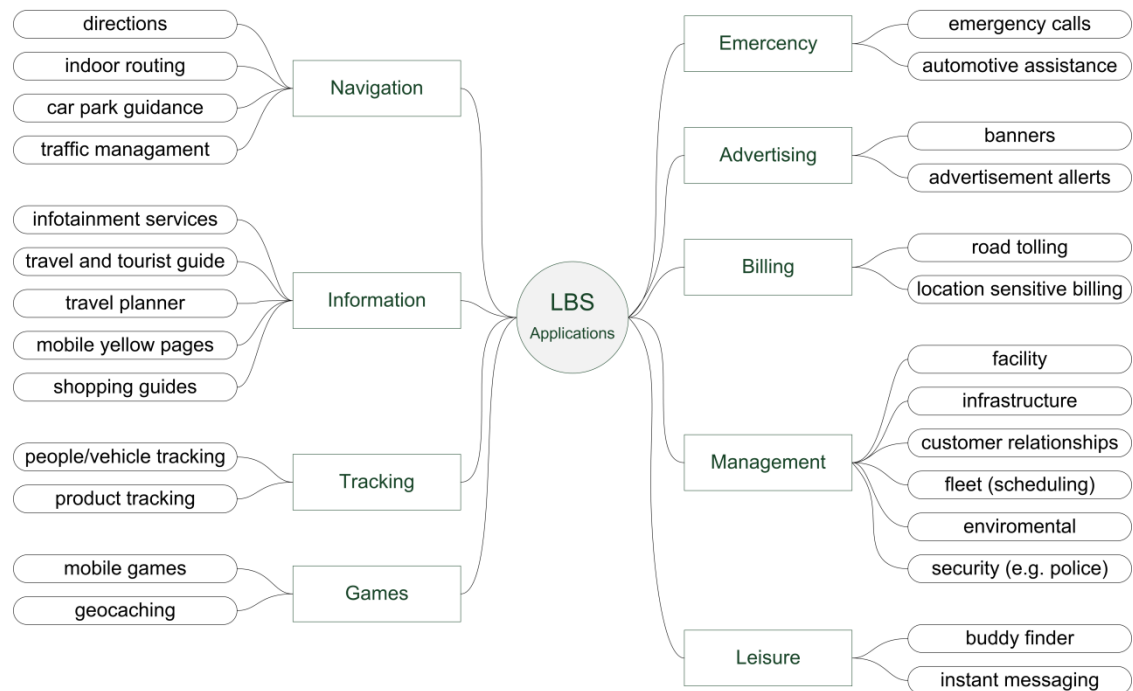 directions
indoor routing
car park guidance
traffic managament
Navigation
infotainment services
travel and tourist guide
travel planner
mobile yellow pages
shopping guides
Information
people/vehicle tracking
product tracking
Tracking
mobile games
geocaching
Games
LBS
Applications
Emercency
emergency calls
automotive assistance
Advertising
banners
advertisement allerts
Billing
road tolling
location sensitive billing
Management
facility
infrastructure
customer relationships
fleet (scheduling)
enviromental
security (e.g. police)
Leisure
buddy finder
instant messaging